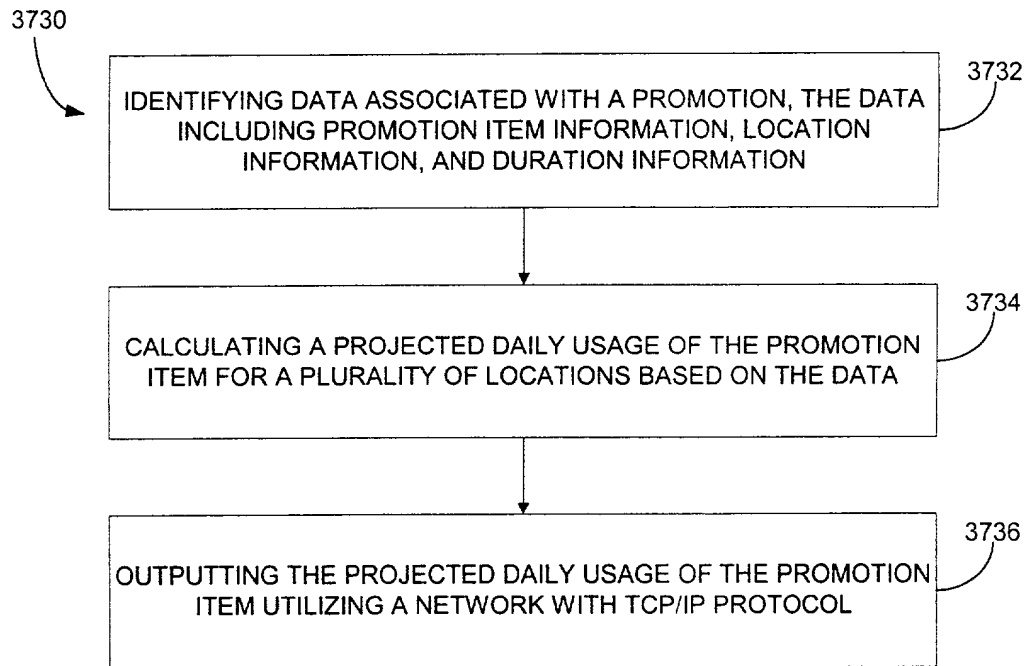 3730
3732
IDENTIFYING DATA ASSOCIATED WITH A PROMOTION, THE DATA
INCLUDING PROMOTION ITEM INFORMATION, LOCATION
INFORMATION, AND DURATION INFORMATION
3734
CALCULATING A PROJECTED DAILY USAGE OF THE PROMOTION
ITEM FOR A PLURALITY OF LOCATIONS BASED ON THE DATA
3736
OUTPUTTING THE PROJECTED DAILY USAGE OF THE PROMOTION
ITEM UTILIZING A NETWORK WITH TCP/IP PROTOCOL